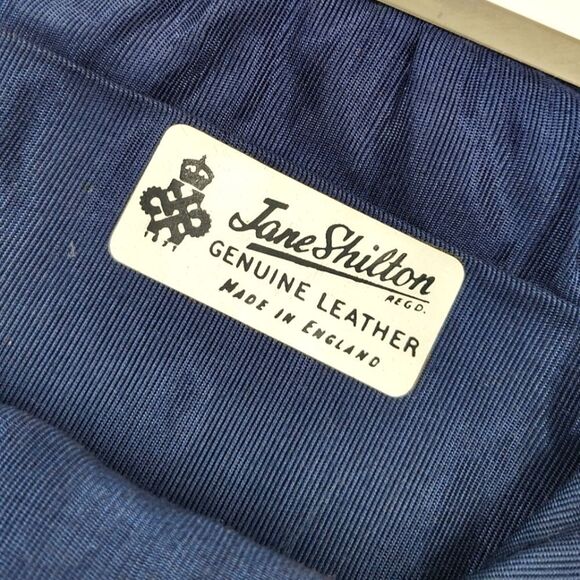 Jane Shilton
REGD.
GENUINE LEATHER
MADE IN ENGLAND